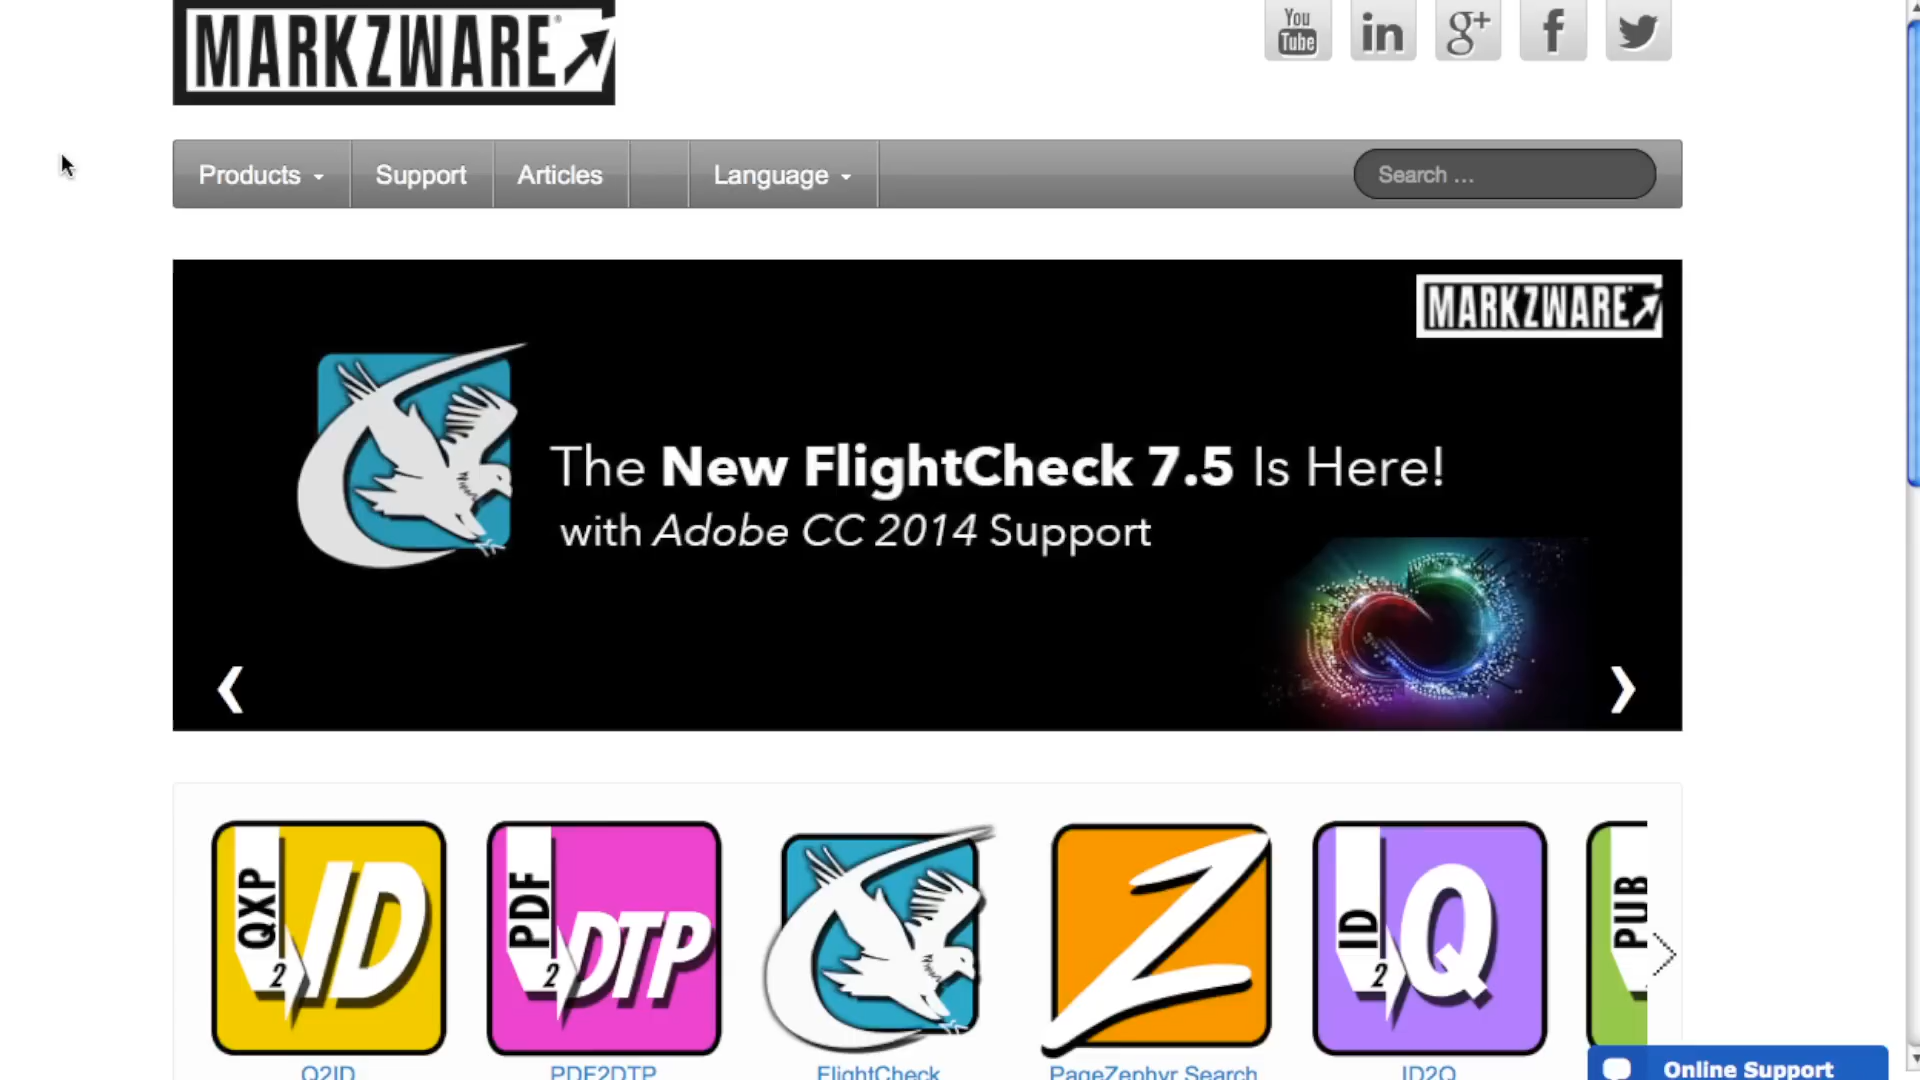 MARKZWARE®
You
Tube
in
g+
f
Products
Support
Articles
Language
Search ...
MARKZWARE
The New FlightCheck 7.5 Is Here!
with Adobe CC 2014 Support
QXP
2
ID
PDF
2
DTP
Z
ID
2
Q
PUB
Q2ID
PDF2DTP
FlightCheck
PageZephyr Search
ID2Q
Online Support